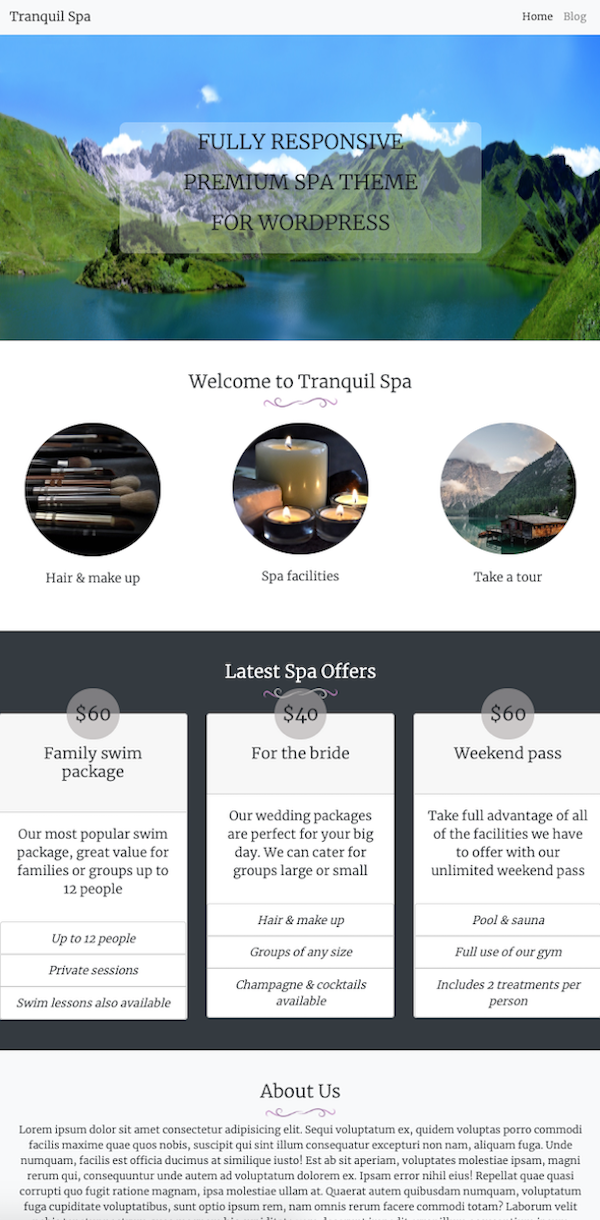 Tranquil Spa
Home Blog
FULLY RESPONSIVE
PREMIUM SPA THEME
FOR WORDPRESS
Welcome to Tranquil Spa
Hair & make up
Spa facilities
Take a tour
Latest Spa Offers
$60
Family swim
package
Our most popular swim
package, great value for
families or groups up to
12 people
Up to 12 people
Private sessions
Swim lessons also available
$40
For the bride
Our wedding packages
are perfect for your big
day. We can cater for
groups large or small
Hair & make up
Groups of any size
Champagne & cocktails
available
$60
Weekend pass
Take full advantage of all
of the facilities we have
to offer with our
unlimited weekend pass
Pool & sauna
Full use of our gym
Includes 2 treatments per
person
About Us
Lorem ipsum dolor sit amet consectetur adipisicing elit. Sequi voluptatum ex, quidem voluptas porro commodi
facilis maxime quae quos nobis, suscipit qui sint illum consequatur excepturi non nam, aliquam fuga. Unde
numquam, facilis est officia ducimus at similique iusto! Est ab sit aperiam, voluptates molestiae ipsam, magni
rerum qui, consequuntur unde autem ad voluptatum dolorem ex. Ipsam error nihil eius! Repellat quae quasi
corrupti quo fugit ratione magnam, ipsa molestiae ullam at. Quaerat autem quibusdam numquam, voluptatum
fuga cupiditate voluptatibus, sunt optio ipsum rem, nam omnis rerum facere commodi totam? Laborum velit